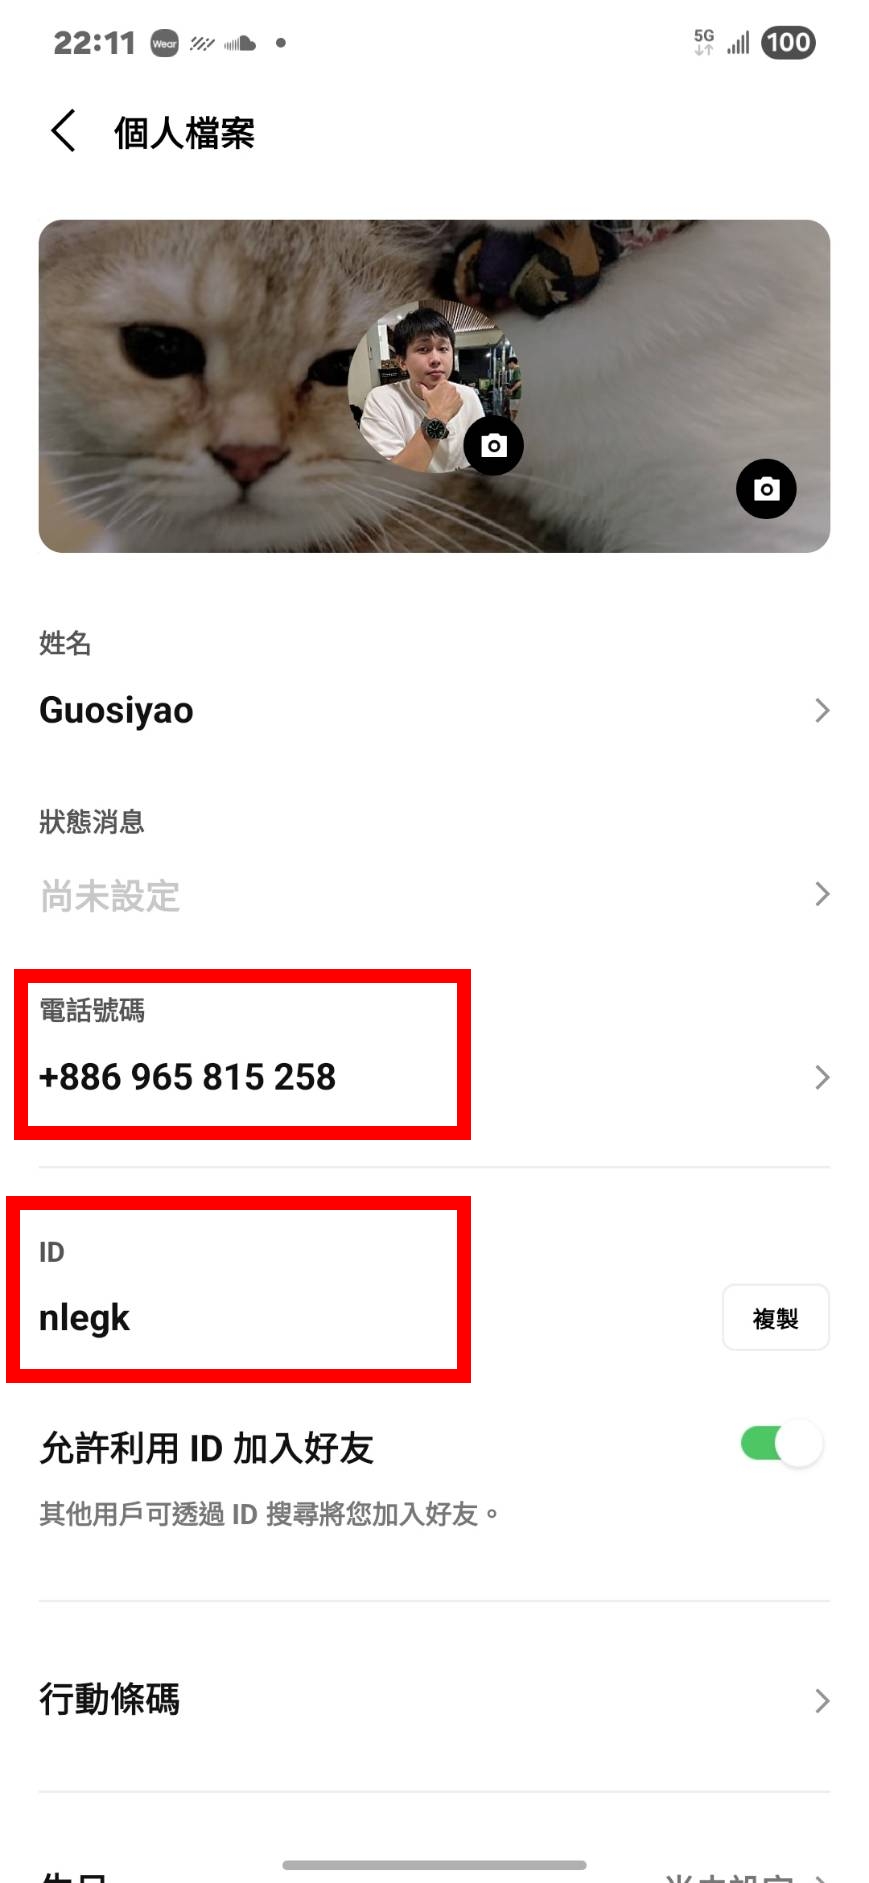 22:11 Wear 5G 100
個人檔案
姓名
Guosiyao
狀態消息
尚未設定
電話號碼
+886 965 815 258
ID
nlegk
複製
允許利用 ID 加入好友
其他用戶可透過 ID 搜尋將您加入好友。
行動條碼